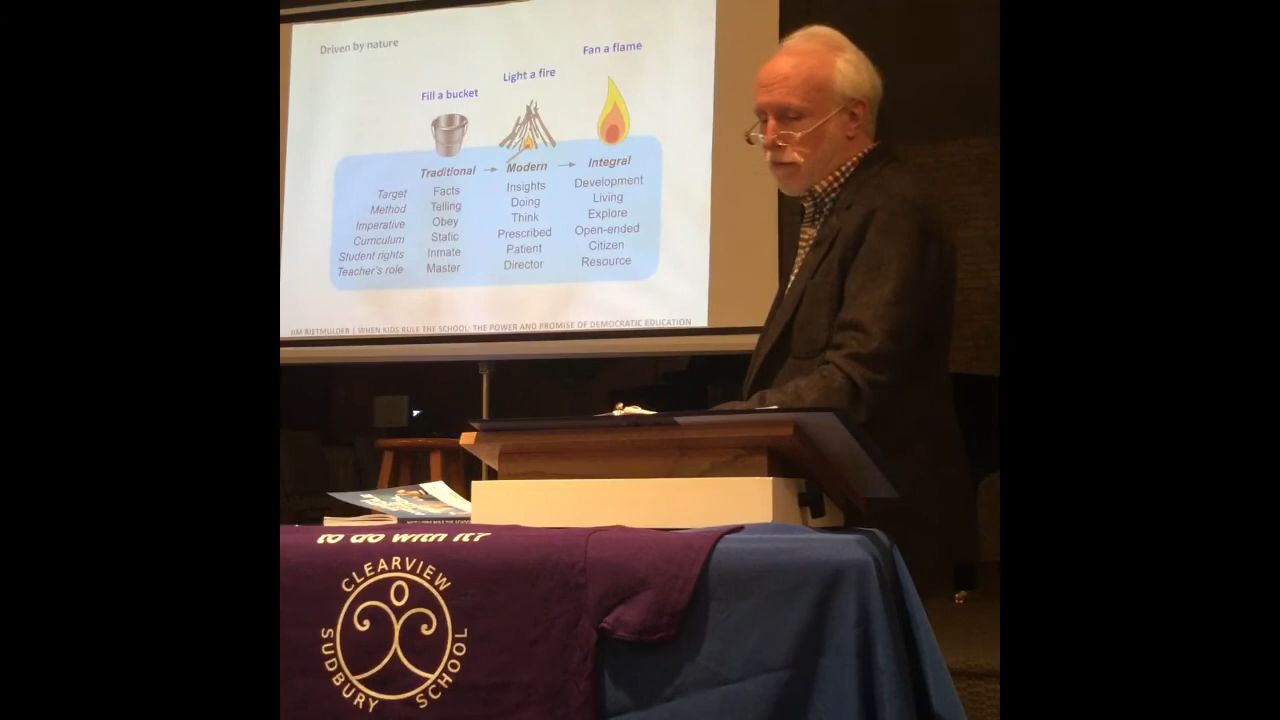 Driven by nature
Fill a bucket
Light a fire
Fan a flame
Traditional → Modern → Integral
Target Facts Insights Development
Method Telling Doing Living
Imperative Obey Think Explore
Curriculum Static Prescribed Open-ended
Student rights Inmate Patient Citizen
Teacher's role Master Director Resource
JIM RIETMULDER | WHEN KIDS RULE THE SCHOOL: THE POWER AND PROMISE OF DEMOCRATIC EDUCATION
to do with it?
CLEARVIEW
SUDBURY SCHOOL